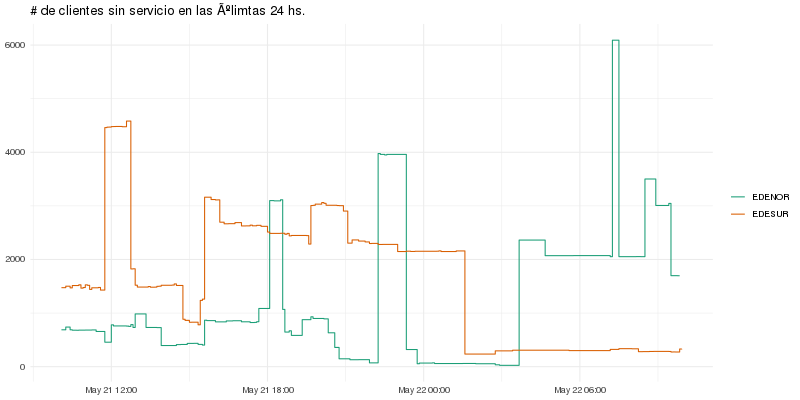 # de clientes sin servicio en las Ãºlimtas 24 hs.
6000
4000
2000
0
May 21 12:00
May 21 18:00
May 22 00:00
May 22 06:00
EDENOR
EDESUR